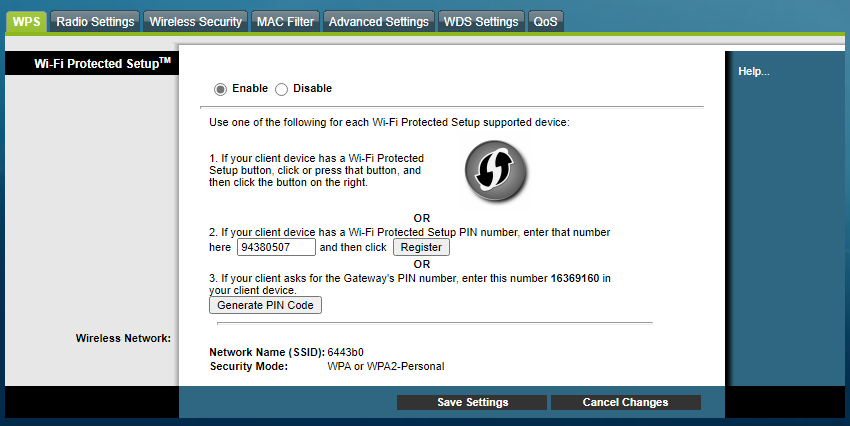 WPS Radio Settings Wireless Security MAC Filter Advanced Settings WDS Settings QoS
Wi-Fi Protected Setup™
Help...
Enable Disable
Use one of the following for each Wi-Fi Protected Setup supported device:
1. If your client device has a Wi-Fi Protected
Setup button, click or press that button, and
then click the button on the right.
OR
2. If your client device has a Wi-Fi Protected Setup PIN number, enter that number
here 94380507 and then click Register
OR
3. If your client asks for the Gateway's PIN number, enter this number 16369160 in
your client device.
Generate PIN Code
Wireless Network:
Network Name (SSID): 6443b0
Security Mode: WPA or WPA2-Personal
Save Settings Cancel Changes